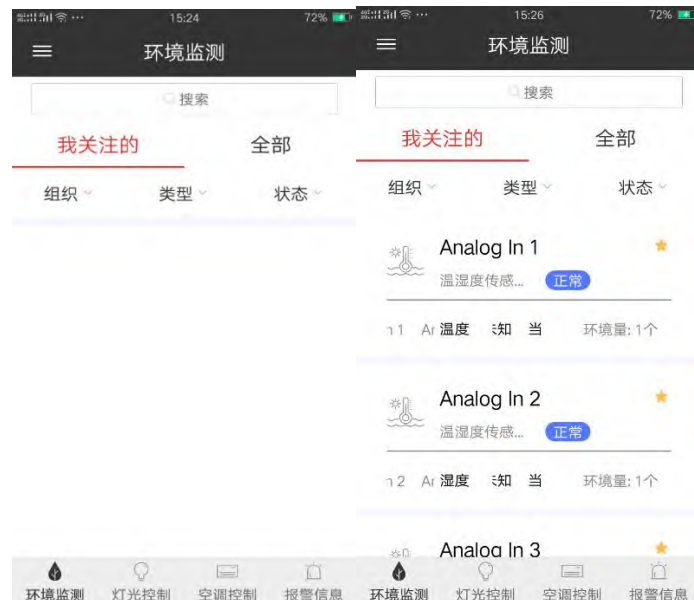 15:24
72%
环境监测
搜索
我关注的
全部
组织
类型
状态
环境监测
灯光控制
空调控制
报警信息
15:26
72%
环境监测
搜索
我关注的
全部
组织
类型
状态
Analog In 1
温湿度传感...
正常
温度
当
环境量: 1个
Analog In 2
温湿度传感...
正常
湿度
当
环境量: 1个
Analog In 3
环境监测
灯光控制
空调控制
报警信息